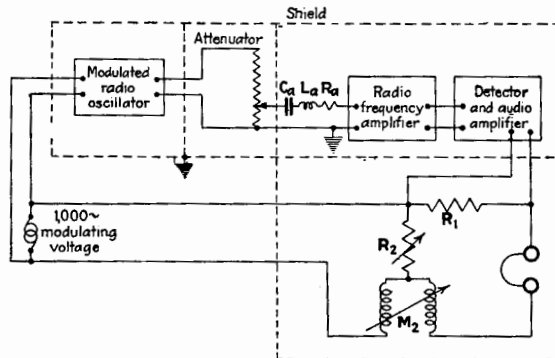 Shield
Attenuator
Modulated
radio
oscillator
Ca La Ra
Radio
frequency
amplifier
Detector
and audio
amplifier
1,000~
modulating
voltage
R1
R2
M2